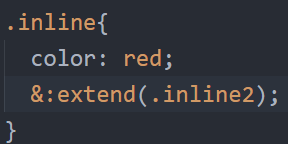 .inline{
color: red;
&:extend(.inline2);
}